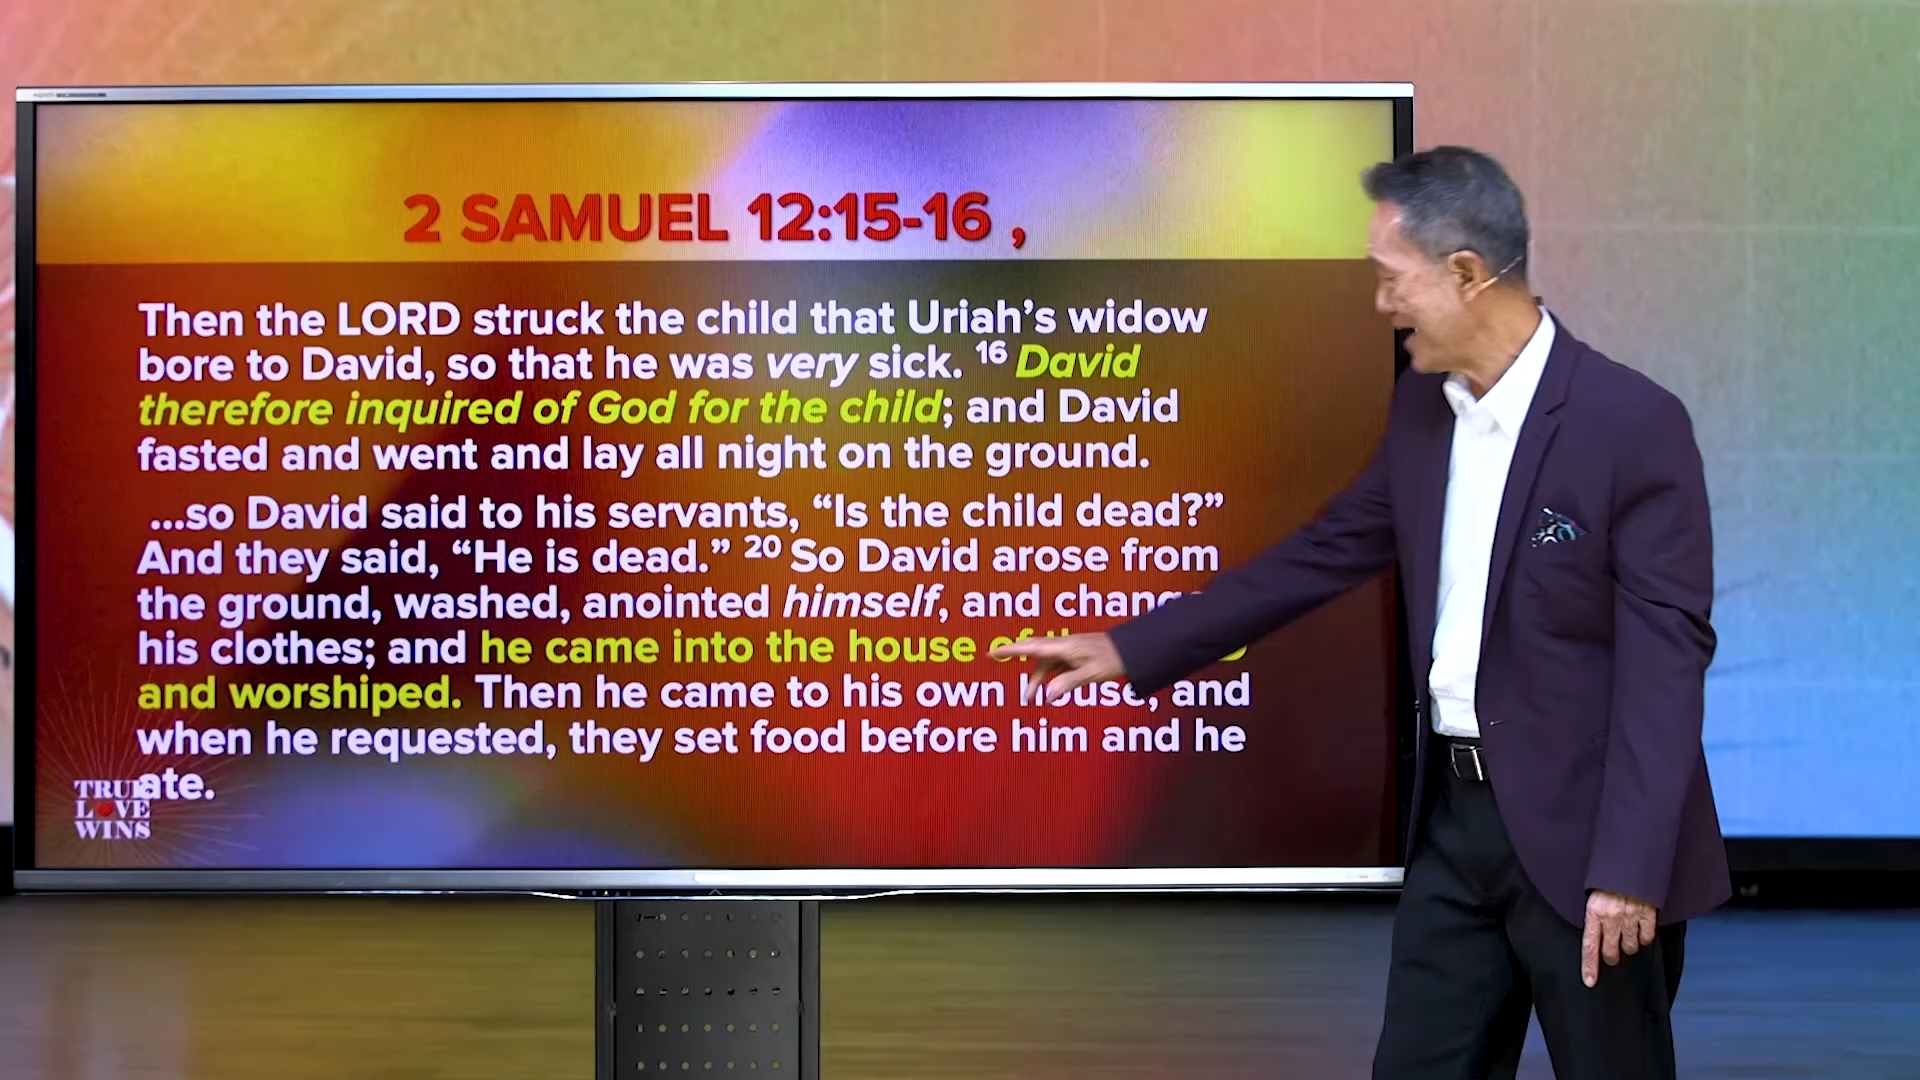 2 SAMUEL 12:15-16 ,
Then the LORD struck the child that Uriah’s widow
bore to David, so that he was very sick. 16 David
therefore inquired of God for the child; and David
fasted and went and lay all night on the ground.
...so David said to his servants, “Is the child dead?”
And they said, “He is dead.” 20 So David arose from
the ground, washed, anointed himself, and
his clothes; and he came into the house of
and worshiped. Then he came to his own house, and
when he requested, they set food before him and he
ate.
TRUE
LOVE
WINS